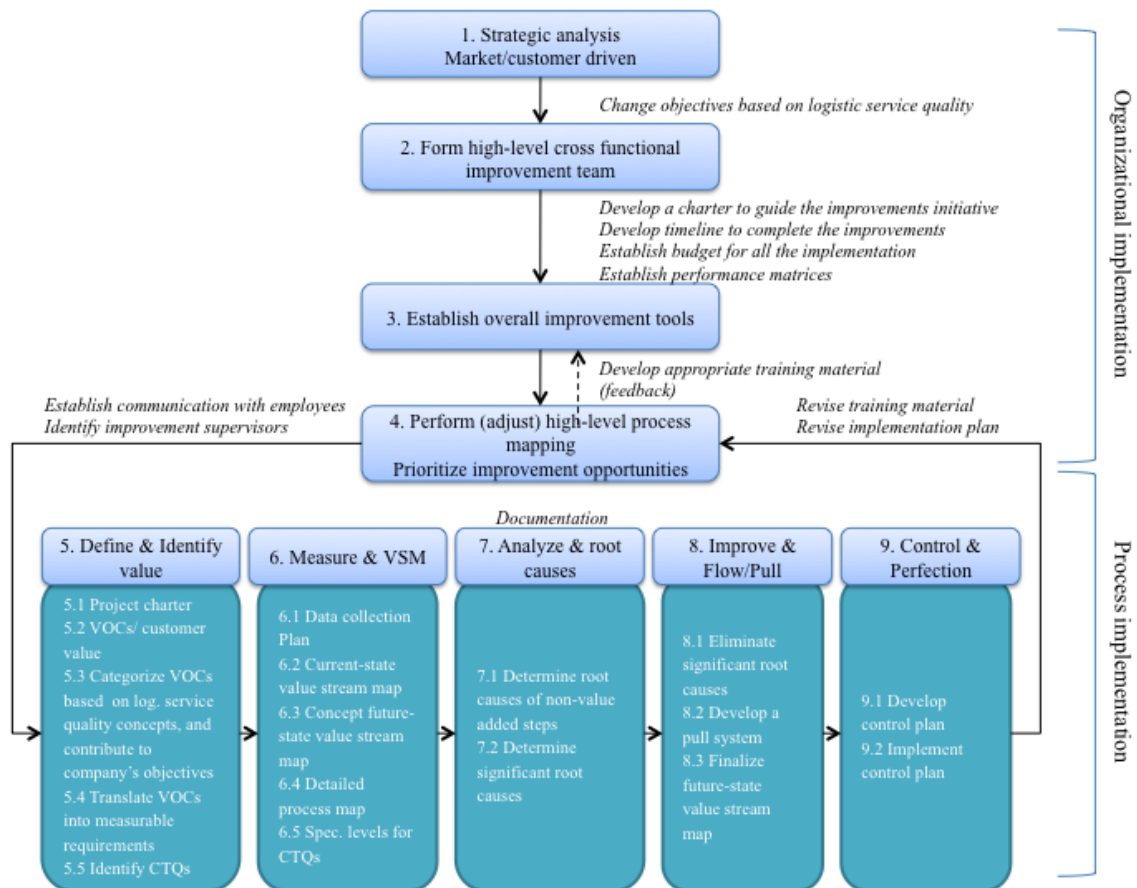 1. Strategic analysis
Market/customer driven
Change objectives based on logistic service quality
2. Form high-level cross functional
improvement team
Develop a charter to guide the improvements initiative
Develop timeline to complete the improvements
Establish budget for all the implementation
Establish performance matrices
3. Establish overall improvement tools
Develop appropriate training material
(feedback)
Organizational implementation
Establish communication with employees
Identify improvement supervisors
4. Perform (adjust) high-level process
mapping
Prioritize improvement opportunities
Revise training material
Revise implementation plan
Documentation
5. Define & Identify
value
5.1 Project charter
5.2 VOCs/ customer
value
5.3 Categorize VOCs
based on log. service
quality concepts, and
contribute to
company's objectives
5.4 Translate VOCs
into measurable
requirements
5.5 Identify CTQs
6. Measure & VSM
6.1 Data collection
Plan
6.2 Current-state
value stream map
6.3 Concept future-
state value stream
map
6.4 Detailed
process map
6.5 Spec. levels for
CTQs
7. Analyze & root
causes
7.1 Determine root
causes of non-value
added steps
7.2 Determine
significant root
causes
8. Improve &
Flow/Pull
8.1 Eliminate
significant root
causes
8.2 Develop a
pull system
8.3 Finalize
future-state
value stream
map
9. Control &
Perfection
9.1 Develop
control plan
9.2 Implement
control plan
Process implementation